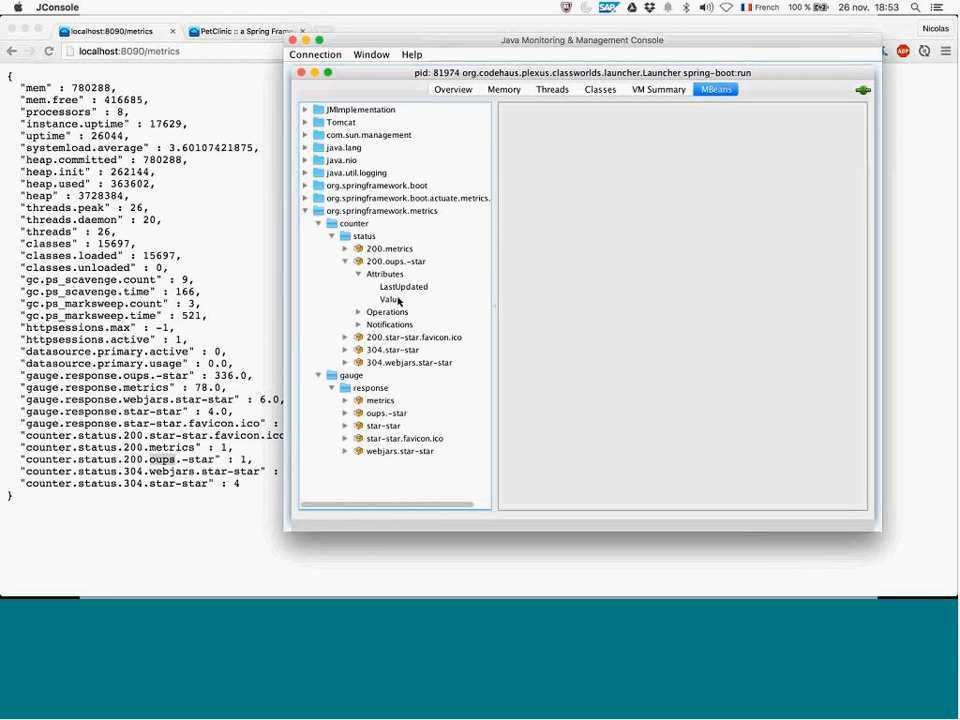 JConsole
French 100 % 26 nov. 18:53
localhost:8090/metrics
PetClinic :: a Spring Fram
Nicolas
localhost:8090/metrics
{
"mem" : 780288,
"mem.free" : 416685,
"processors" : 8,
"instance.uptime" : 17629,
"uptime" : 26044,
"systemload.average" : 3.60107421875,
"heap.committed" : 780288,
"heap.init" : 262144,
"heap.used" : 363602,
"heap" : 3728384,
"threads.peak" : 26,
"threads.daemon" : 20,
"threads" : 26,
"classes" : 15697,
"classes.loaded" : 15697,
"classes.unloaded" : 0,
"gc.ps_scavenge.count" : 9,
"gc.ps_scavenge.time" : 166,
"gc.ps_marksweep.count" : 3,
"gc.ps_marksweep.time" : 521,
"httpsessions.max" : -1,
"httpsessions.active" : 1,
"datasource.primary.active" : 0,
"datasource.primary.usage" : 0.0,
"gauge.response.oups.-star" : 336.0,
"gauge.response.metrics" : 78.0,
"gauge.response.webjars.star-star" : 6.0,
"gauge.response.star-star" : 4.0,
"gauge.response.star-star.favicon.ico" :
"counter.status.200.star-star.favicon.ico
"counter.status.200.metrics" : 1,
"counter.status.200.oups.-star" : 1,
"counter.status.304.webjars.star-star" :
"counter.status.304.star-star" : 4
}
Java Monitoring & Management Console
Connection Window Help
pid: 81974 org.codehaus.plexus.classworlds.launcher.Launcher spring-boot:run
Overview Memory Threads Classes VM Summary MBeans
JMImplementation
Tomcat
com.sun.management
java.lang
java.nio
java.util.logging
org.springframework.boot
org.springframework.boot.actuate.metrics.
org.springframework.metrics
counter
status
200.metrics
200.oups.-star
Attributes
LastUpdated
Value
Operations
Notifications
200.star-star.favicon.ico
304.star-star
304.webjars.star-star
gauge
response
metrics
oups.-star
star-star
star-star.favicon.ico
webjars.star-star